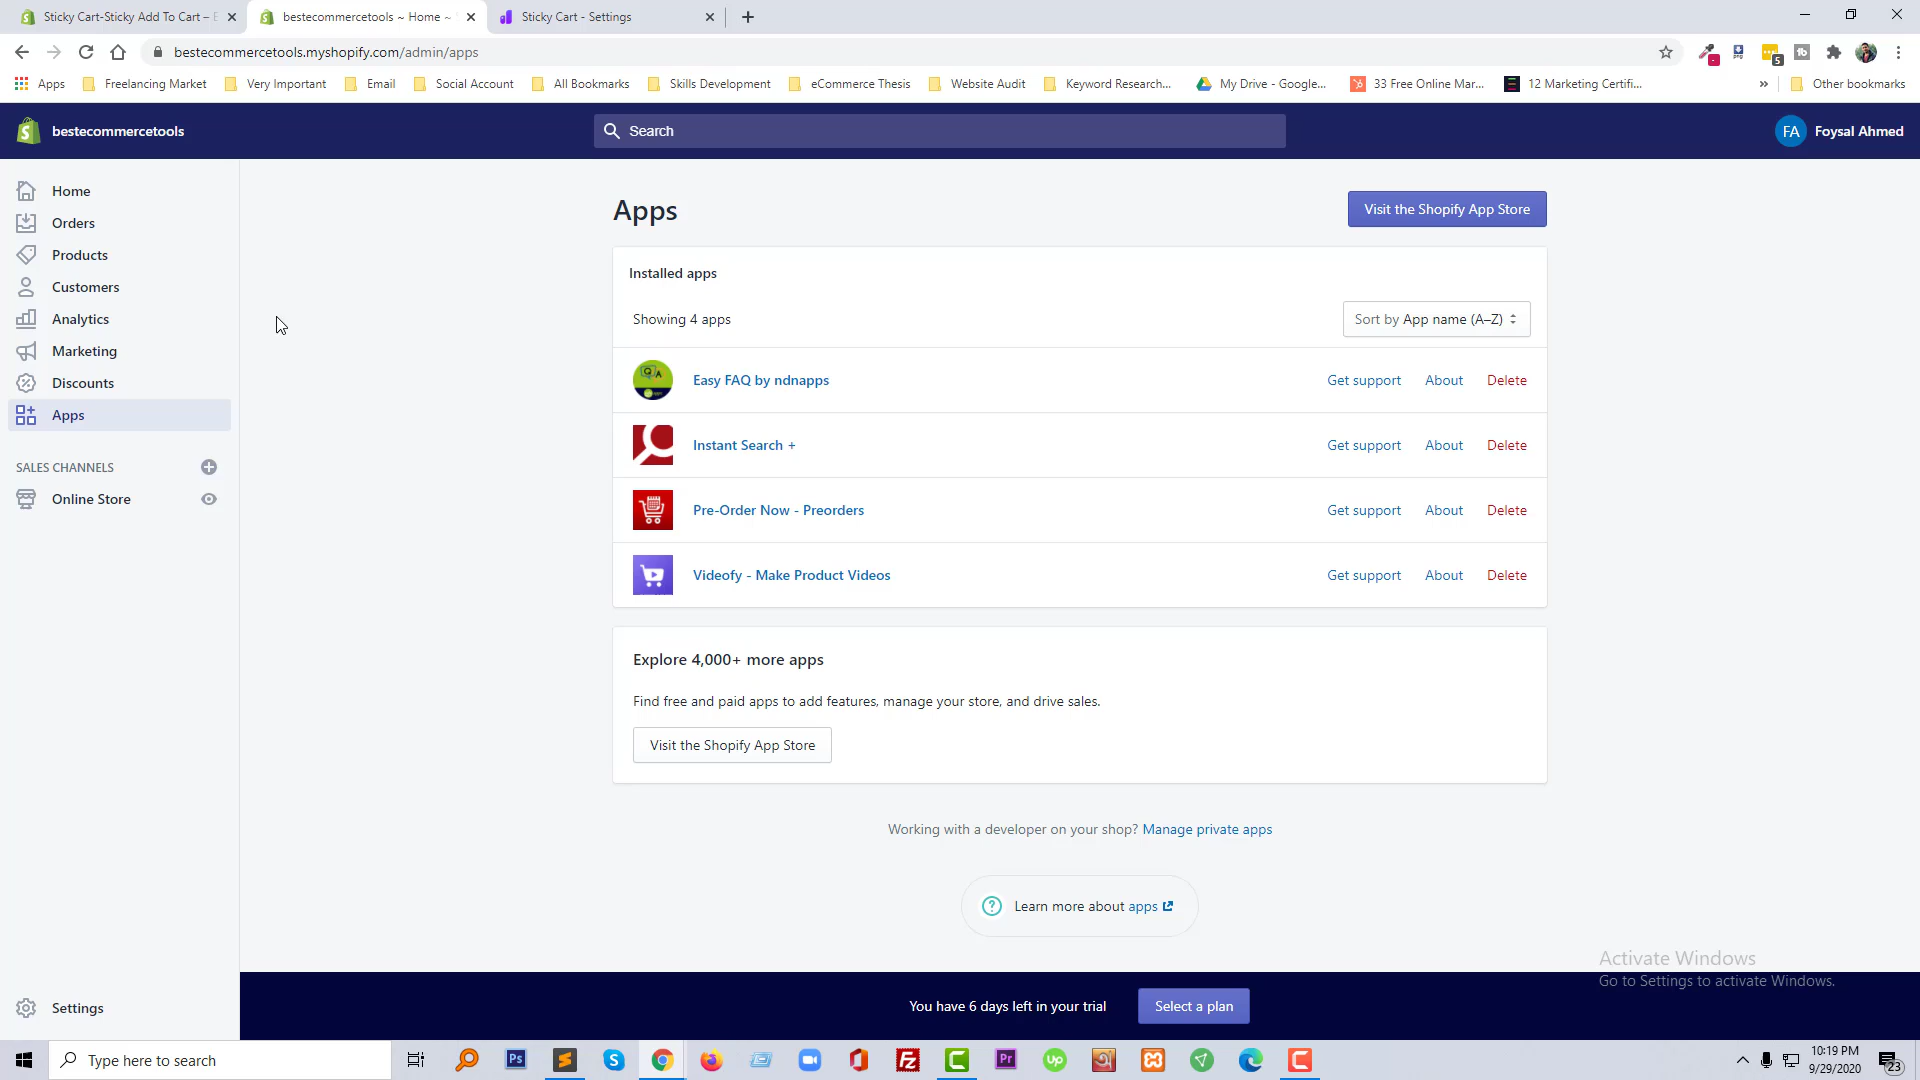 Sticky Cart-Sticky Add To Cart – E
bestecommercetools ~ Home ~
Sticky Cart - Settings
bestecommercetools.myshopify.com/admin/apps
Apps
Freelancing Market
Very Important
Email
Social Account
All Bookmarks
Skills Development
eCommerce Thesis
Website Audit
Keyword Research...
My Drive - Google...
33 Free Online Mar...
12 Marketing Certifi...
Other bookmarks
bestecommercetools
Search
FA
Foysal Ahmed
Home
Orders
Products
Customers
Analytics
Marketing
Discounts
Apps
SALES CHANNELS
Online Store
Settings
Apps
Visit the Shopify App Store
Installed apps
Showing 4 apps
Sort by App name (A–Z)
Easy FAQ by ndnapps
Get support About Delete
Instant Search +
Get support About Delete
Pre-Order Now - Preorders
Get support About Delete
Videofy - Make Product Videos
Get support About Delete
Explore 4,000+ more apps
Find free and paid apps to add features, manage your store, and drive sales.
Visit the Shopify App Store
Working with a developer on your shop? Manage private apps
Learn more about apps
Activate Windows
Go to Settings to activate Windows.
You have 6 days left in your trial
Select a plan
Type here to search
10:19 PM
9/29/2020
23